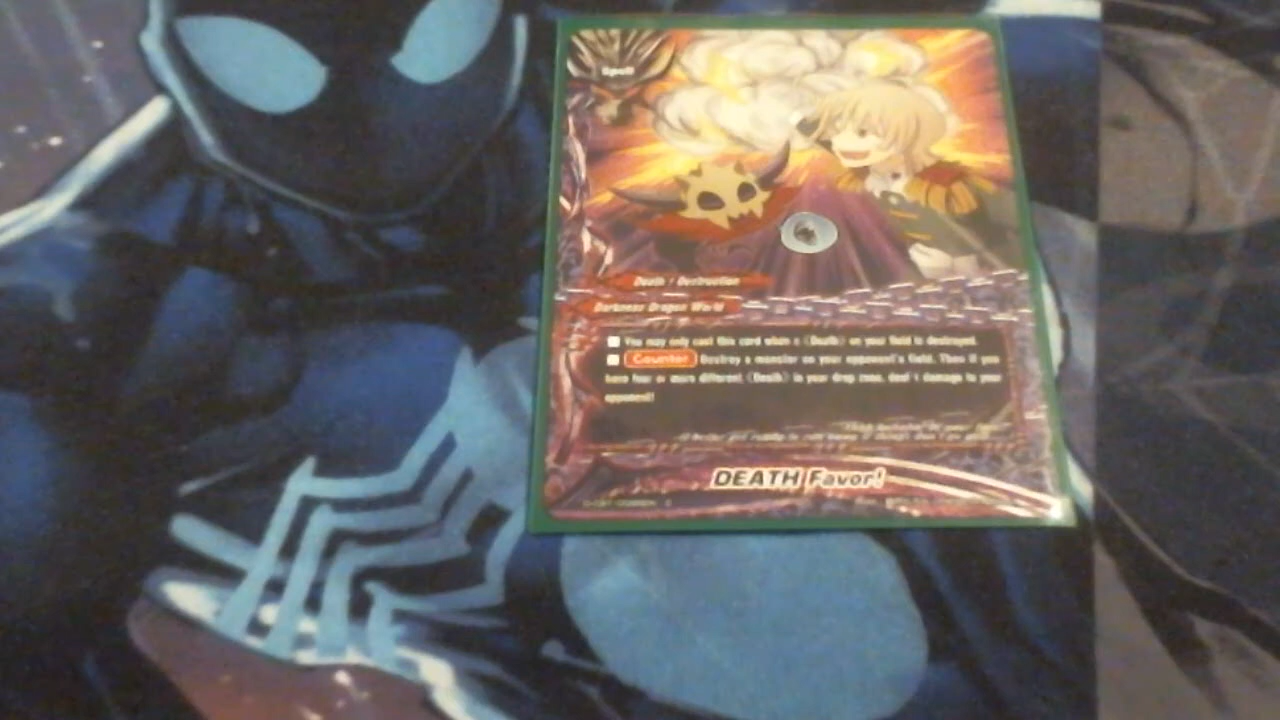 Spell
Death / Destruction
Darkness Dragon World
You may only cast this card when a 《Death》 on your field is destroyed.
Counter Destroy a monster on your opponent's field. Then if you
have four or more different 《Death》 in your drop zone, deal 1 damage to your
opponent!
DEATH Favor!